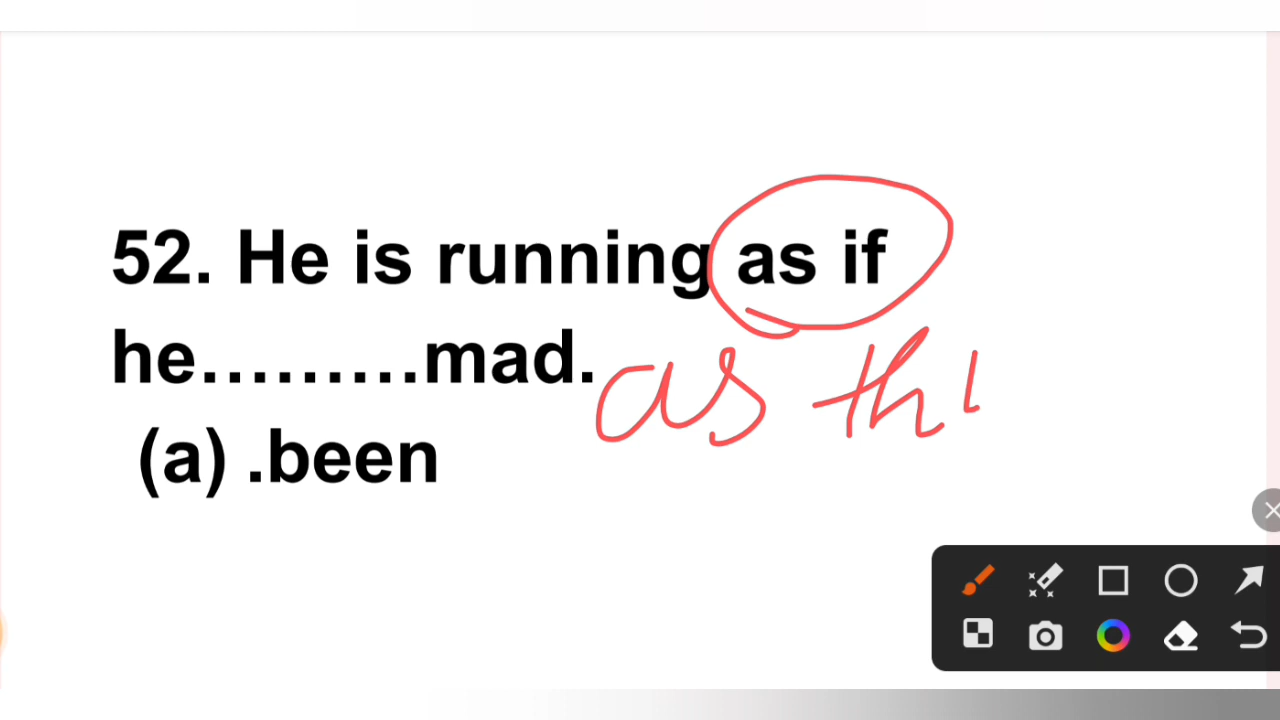 52. He is running as if
he.........mad.
as th
(a) .been